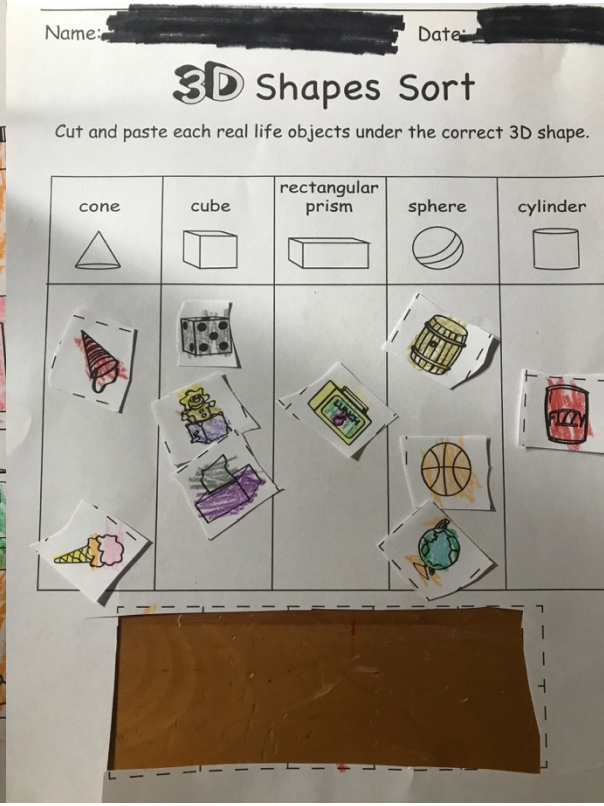 Name: Date:
3D Shapes Sort
Cut and paste each real life objects under the correct 3D shape.
cone cube rectangular prism sphere cylinder
LUNCH
FIZZY